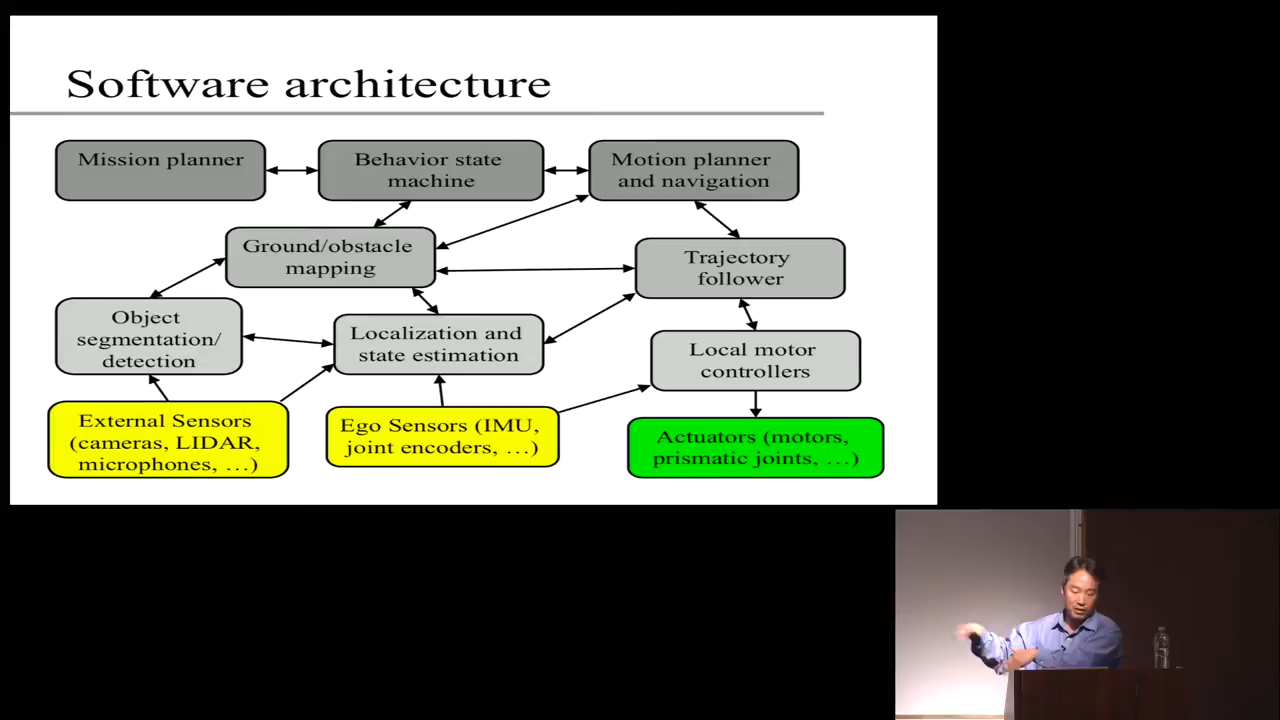 Software architecture
Mission planner
Behavior state
machine
Motion planner
and navigation
Ground/obstacle
mapping
Trajectory
follower
Object
segmentation/
detection
Localization and
state estimation
Local motor
controllers
External Sensors
(cameras, LIDAR,
microphones, …)
Ego Sensors (IMU,
joint encoders, …)
Actuators (motors,
prismatic joints, …)